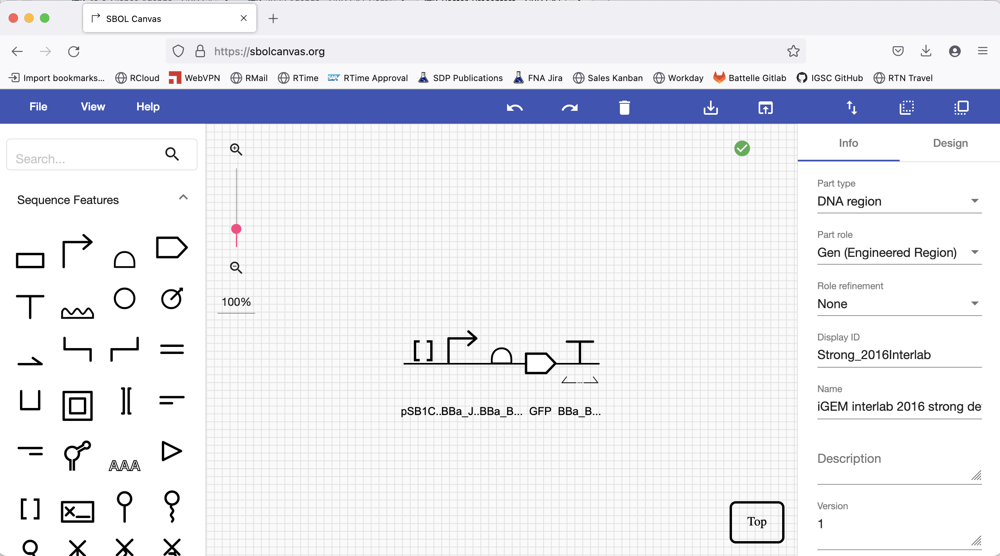 SBOL Canvas
https://sbolcanvas.org
Import bookmarks... RCloud WebVPN RMail RTime SAP RTime Approval SDP Publications FNA Jira Sales Kanban Workday Battelle Gitlab IGSC GitHub RTN Travel
File View Help
Search...
Info Design
Sequence Features
Part type
DNA region
Part role
Gen (Engineered Region)
Role refinement
None
100%
Display ID
Strong_2016Interlab
Name
iGEM interlab 2016 strong de
pSB1C.. BBa_J.. BBa_B... GFP BBa_B...
Description
AAA
Version
1
Top